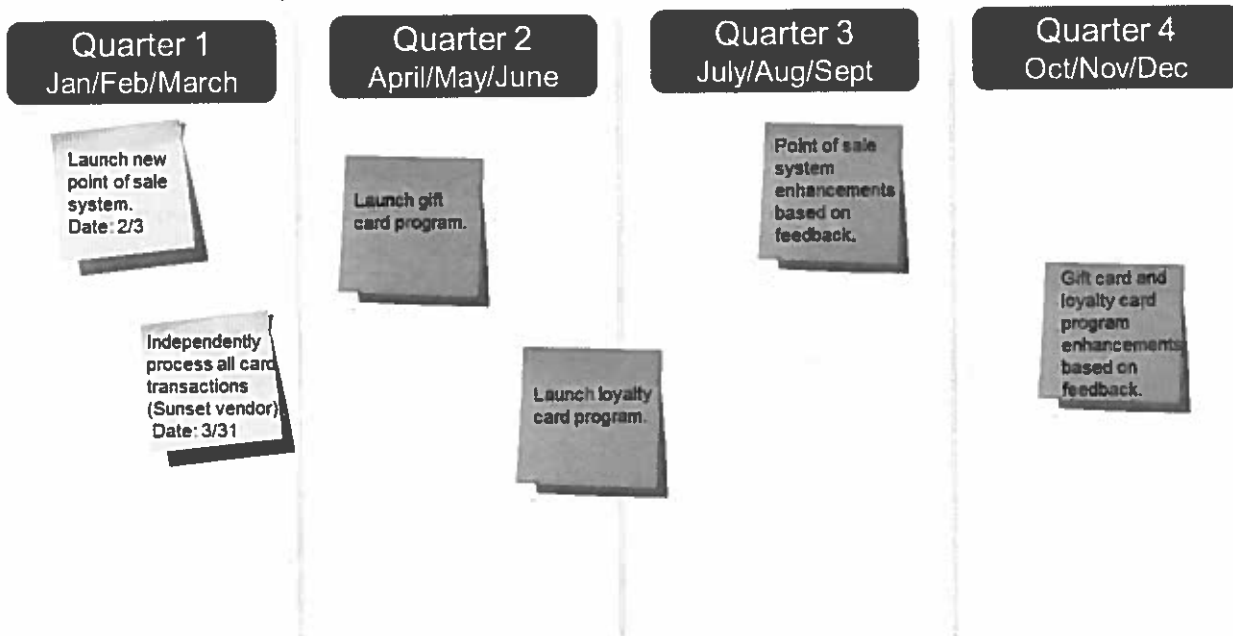 Quarter 1
Jan/Feb/March
Quarter 2
April/May/June
Quarter 3
July/Aug/Sept
Quarter 4
Oct/Nov/Dec
Launch new
point of sale
system.
Date: 2/3
Independently
process all card
transactions
(Sunset vendor)
Date: 3/31
Launch gift
card program.
Launch loyalty
card program.
Point of sale
system
enhancements
based on
feedback.
Gift card and
loyalty card
program
enhancements
based on
feedback.